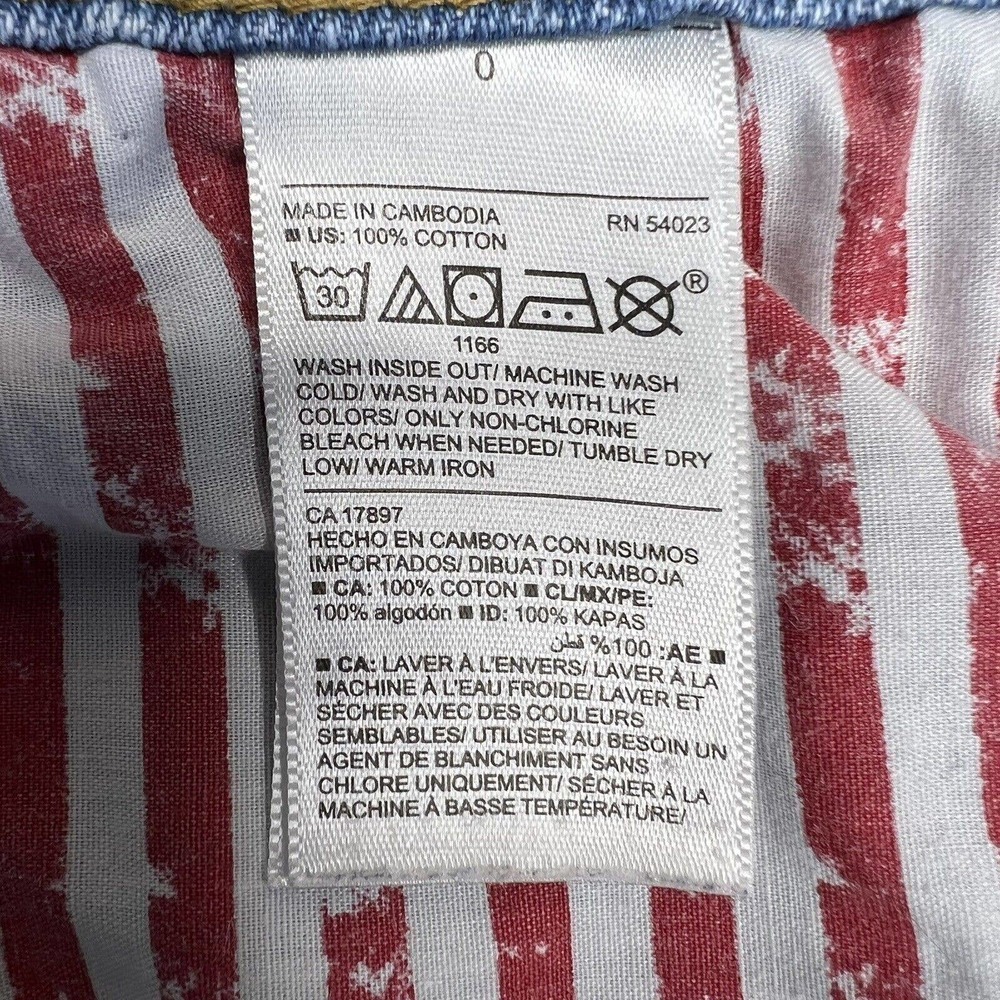 0
MADE IN CAMBODIA RN 54023
■ US: 100% COTTON
30 ®
1166
WASH INSIDE OUT/ MACHINE WASH
COLD/ WASH AND DRY WITH LIKE
COLORS/ ONLY NON-CHLORINE
BLEACH WHEN NEEDED/ TUMBLE DRY
LOW/ WARM IRON
CA 17897
HECHO EN CAMBOYA CON INSUMOS
IMPORTADOS/ DIBUAT DI KAMBOJA
■ CA: 100% COTON ■ CL/MX/PE:
100% algodón ■ ID: 100% KAPAS
■ AE: 100% قطن
■ CA: LAVER À L'ENVERS/ LAVER À LA
MACHINE À L'EAU FROIDE/ LAVER ET
SÉCHER AVEC DES COULEURS
SEMBLABLES/ UTILISER AU BESOIN UN
AGENT DE BLANCHIMENT SANS
CHLORE UNIQUEMENT/ SÉCHER À LA
MACHINE À BASSE TEMPÉRATURE/